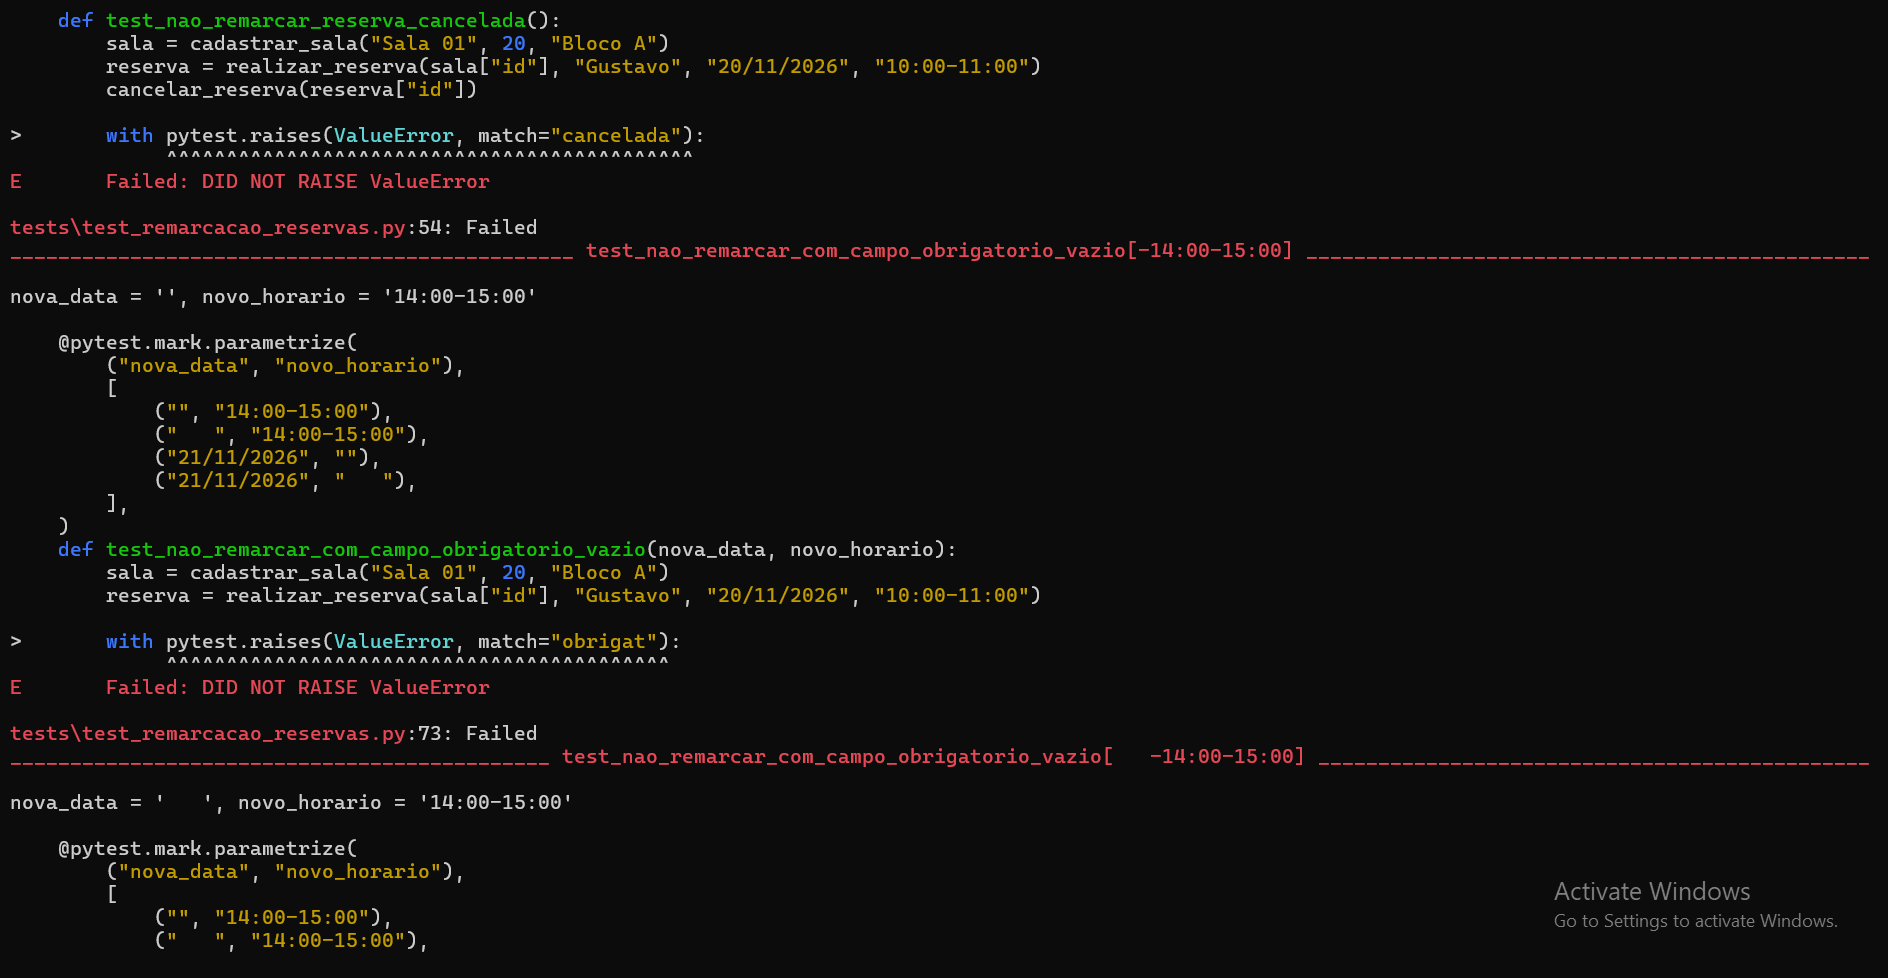 def test_nao_remarcar_reserva_cancelada():
sala = cadastrar_sala("Sala 01", 20, "Bloco A")
reserva = realizar_reserva(sala["id"], "Gustavo", "20/11/2026", "10:00-11:00")
cancelar_reserva(reserva["id"])
> with pytest.raises(ValueError, match="cancelada"):
^^^^^^^^^^^^^^^^^^^^^^^^^^^^^^^^^^^^^^^^^^^^
E Failed: DID NOT RAISE ValueError
tests\test_remarcacao_reservas.py:54: Failed
_______________________________________________ test_nao_remarcar_com_campo_obrigatorio_vazio[-14:00-15:00] _______________________________________________
nova_data = '', novo_horario = '14:00-15:00'
@pytest.mark.parametrize(
("nova_data", "novo_horario"),
[
("", "14:00-15:00"),
("   ", "14:00-15:00"),
("21/11/2026", ""),
("21/11/2026", "   "),
],
)
def test_nao_remarcar_com_campo_obrigatorio_vazio(nova_data, novo_horario):
sala = cadastrar_sala("Sala 01", 20, "Bloco A")
reserva = realizar_reserva(sala["id"], "Gustavo", "20/11/2026", "10:00-11:00")
> with pytest.raises(ValueError, match="obrigat"):
^^^^^^^^^^^^^^^^^^^^^^^^^^^^^^^^^^^^^^^^^^
E Failed: DID NOT RAISE ValueError
tests\test_remarcacao_reservas.py:73: Failed
_____________________________________________ test_nao_remarcar_com_campo_obrigatorio_vazio[   -14:00-15:00] ______________________________________________
nova_data = '   ', novo_horario = '14:00-15:00'
@pytest.mark.parametrize(
("nova_data", "novo_horario"),
[
("", "14:00-15:00"),
("   ", "14:00-15:00"),
Activate Windows
Go to Settings to activate Windows.